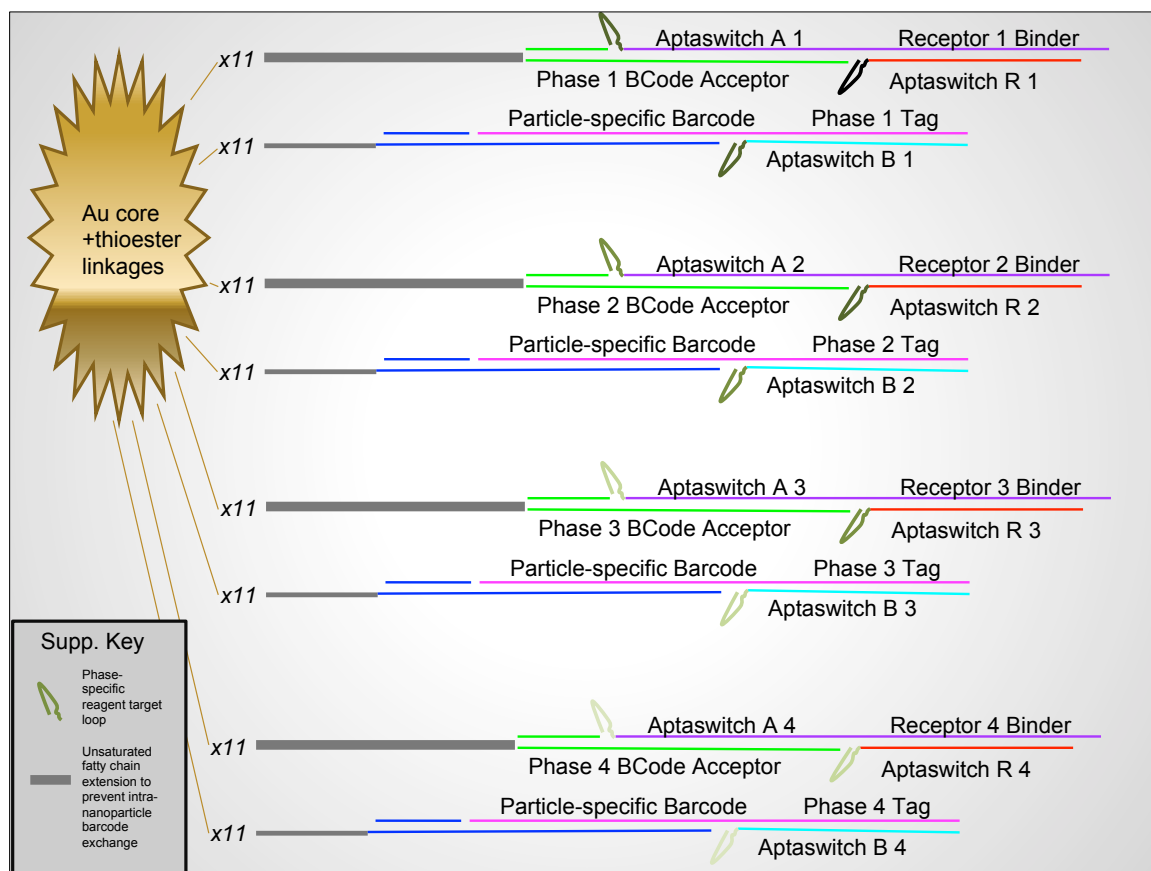 x11
Aptaswitch A 1
Receptor 1 Binder
Phase 1 BCode Acceptor
Aptaswitch R 1
x11
Particle-specific Barcode
Phase 1 Tag
Aptaswitch B 1
Au core
+thioester
linkages
x11
Aptaswitch A 2
Receptor 2 Binder
Phase 2 BCode Acceptor
Aptaswitch R 2
x11
Particle-specific Barcode
Phase 2 Tag
Aptaswitch B 2
x11
Aptaswitch A 3
Receptor 3 Binder
Phase 3 BCode Acceptor
Aptaswitch R 3
x11
Particle-specific Barcode
Phase 3 Tag
Aptaswitch B 3
x11
Aptaswitch A 4
Receptor 4 Binder
Phase 4 BCode Acceptor
Aptaswitch R 4
x11
Particle-specific Barcode
Phase 4 Tag
Aptaswitch B 4
Supp. Key
Phase-
specific
reagent target
loop
Unsaturated
fatty chain
extension to
prevent intra-
nanoparticle
barcode
exchange